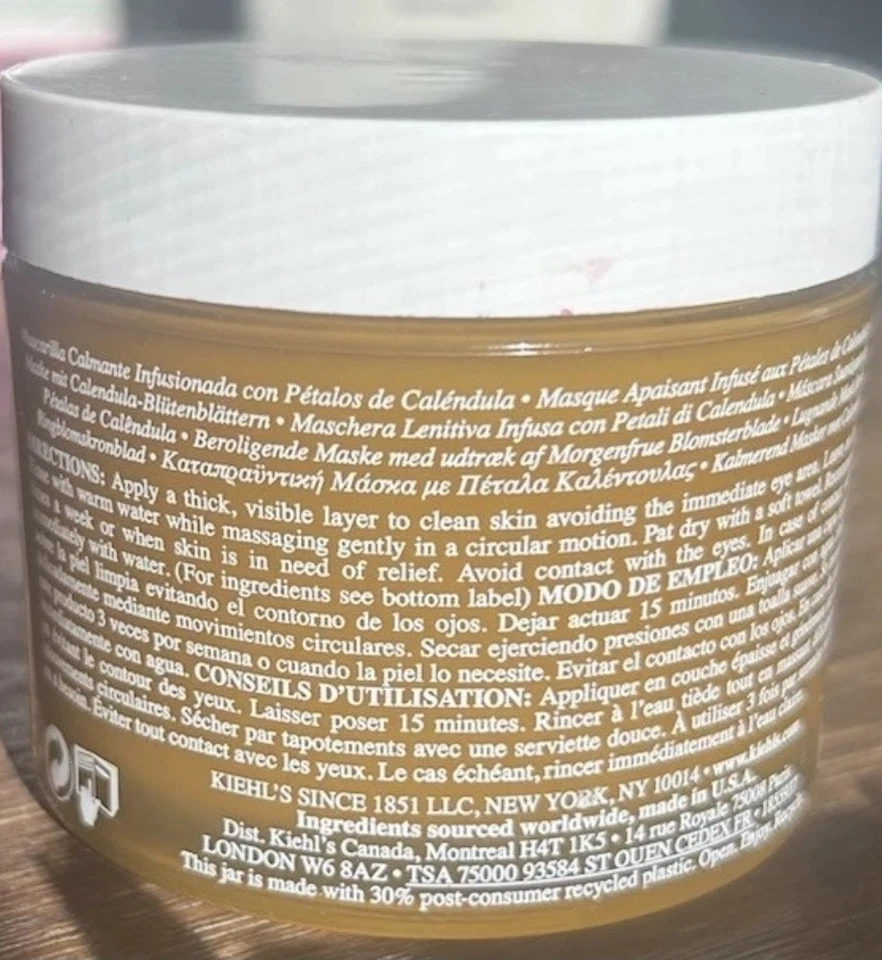 Calmante Infusionada con Pétalos de Caléndula • Masque Apaisant Infusé aux Pétales de
Maske mit Calendula-Blütenblättern • Maschera Lenitiva Infusa con Petali di Calendula • Máscara
Pétalas de Calêndula • Beroligende Maske med udtræk af Morgenfrue Blomsterblade •
Ringblomskronblad • Καταπραϋντική Μάσκα με Πέταλα Καλέντουλας • Kalmerend Masker met
DIRECTIONS: Apply a thick, visible layer to clean skin avoiding the immediate eye area.
with warm water while massaging gently in a circular motion. Pat dry with a soft towel.
a week or when skin is in need of relief. Avoid contact with the eyes. In case of
with water. (For ingredients see bottom label) MODO DE EMPLEO: Aplicar una
la piel limpia evitando el contorno de los ojos. Dejar actuar 15 minutos. Enjuagar con
mediante movimientos circulares. Secar ejerciendo presiones con una toalla
producto 3 veces por semana o cuando la piel lo necesite. Evitar el contacto con los ojos. En
con agua. CONSEILS D'UTILISATION: Appliquer en couche épaisse et
le contour des yeux. Laisser poser 15 minutes. Rincer à l'eau tiède tout en
circulaires. Sécher par tapotements avec une serviette douce. À utiliser 3 fois par
besoin. Éviter tout contact avec les yeux. Le cas échéant, rincer immédiatement à l'eau
KIEHL'S SINCE 1851 LLC, NEW YORK, NY 10014 • www.kiehls.com
Ingredients sourced worldwide, made in U.S.A.
Dist. Kiehl's Canada, Montreal H4T 1K5 • 14 rue Royale 75008 Paris
LONDON W6 8AZ • TSA 75000 93584 ST OUEN CEDEX FR •
This jar is made with 30% post-consumer recycled plastic. Open. Enjoy. Recycle.